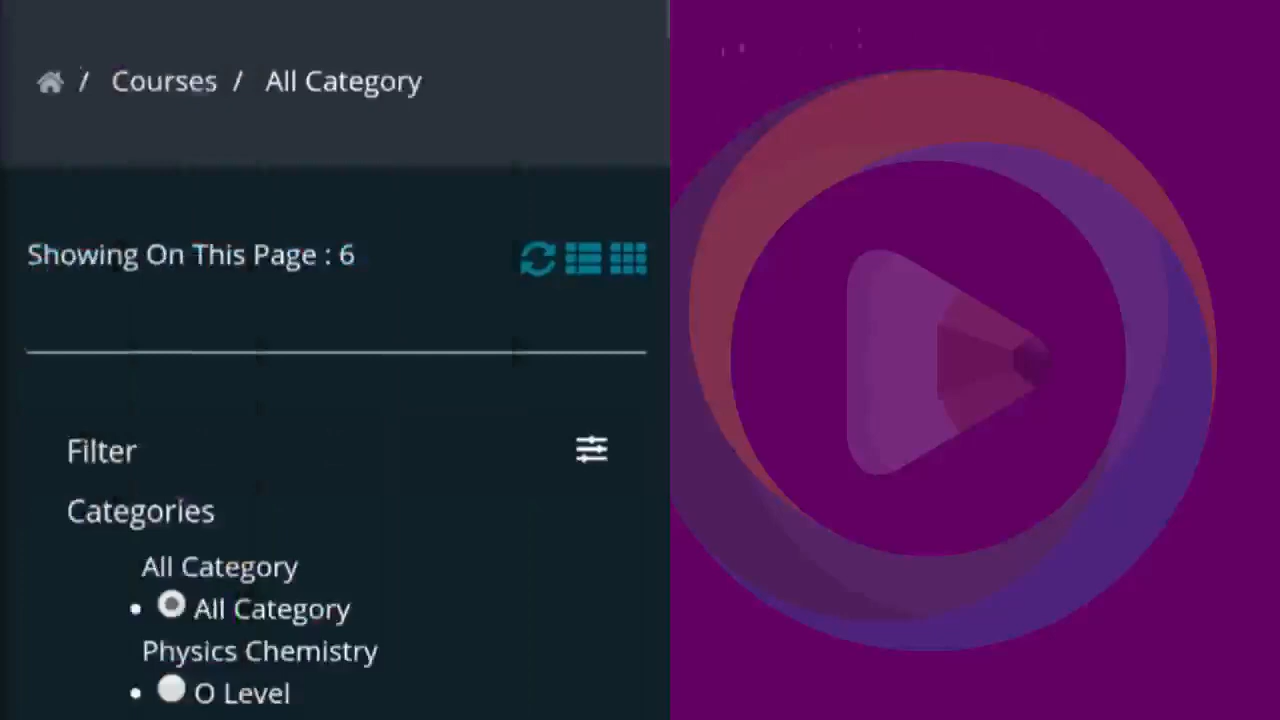 / Courses / All Category
Showing On This Page : 6
Filter
Categories
All Category
• All Category
Physics Chemistry
• O Level